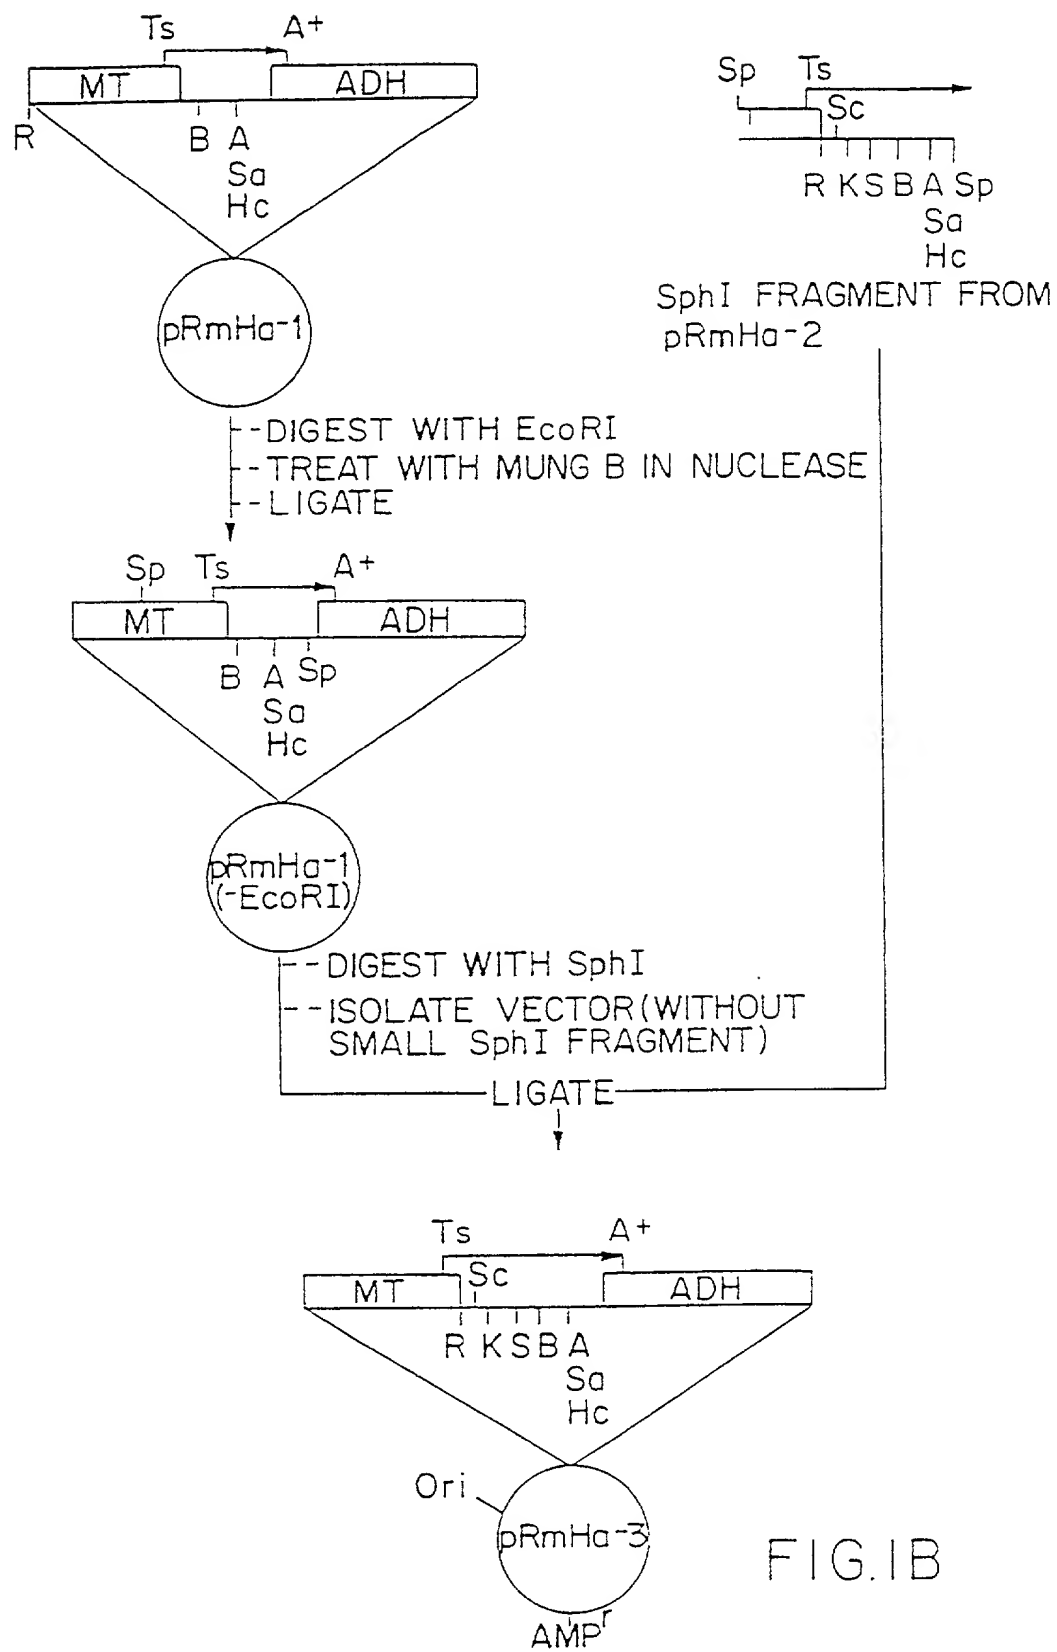 Ts A+
MT ADH
R B A
Sa
Hc
pRmHa-1
Sp Ts
Sc
R K S B A Sp
Sa
Hc
SphI FRAGMENT FROM
pRmHa-2
DIGEST WITH EcoRI
TREAT WITH MUNG B IN NUCLEASE
LIGATE
Sp Ts A+
MT ADH
B A Sp
Sa
Hc
pRmHa-1
(-EcoRI)
DIGEST WITH SphI
ISOLATE VECTOR(WITHOUT
SMALL SphI FRAGMENT)
LIGATE
Ts A+
Sc
MT ADH
R K S B A
Sa
Hc
Ori
pRmHa-3
AMPr
FIG.1B